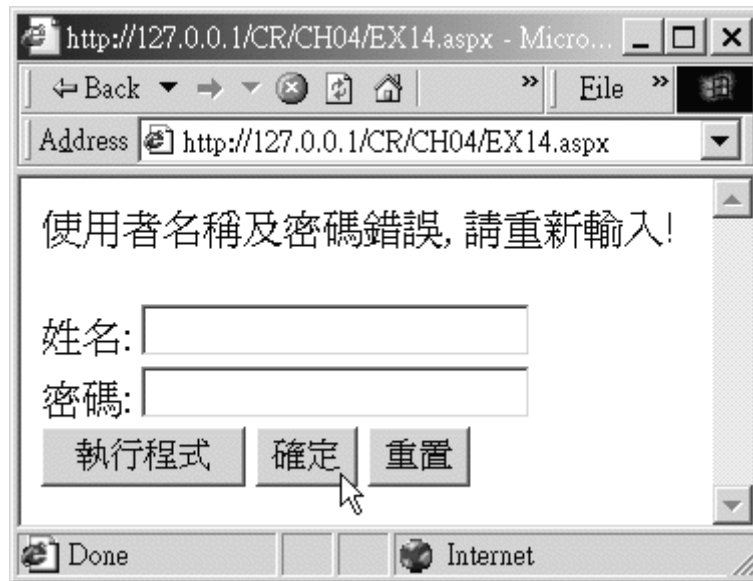 http://127.0.0.1/CR/CH04/EX14.aspx - Micro...
Back » File »
Address http://127.0.0.1/CR/CH04/EX14.aspx
使用者名稱及密碼錯誤, 請重新輸入!
姓名:
密碼:
執行程式 確定 重置
Done Internet